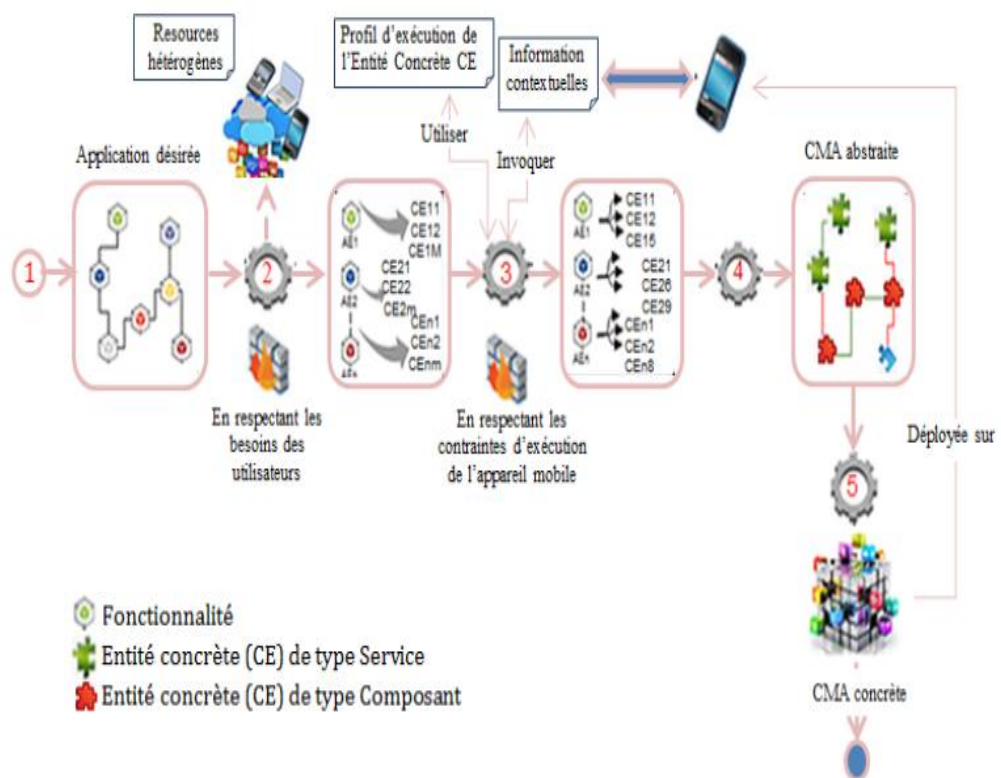 Resources
hétérogènes
Profil d'exécution de
l'Entité Concrète CE
Information
contextuelles
Utiliser
Invoquer
Application désirée
CMA abstraite
1
2
3
4
AE1
CE11
CE12
CE1M
AE2
CE21
CE22
CE2m
AEn
CEn1
CEn2
CEnm
AE1
CE11
CE12
CE15
AE2
CE21
CE26
CE29
AEn
CEn1
CEn2
CEn8
En respectant les
besoins des
utilisateurs
En respectant les
contraintes d'exécution
de l'appareil mobile
Déployée sur
5
CMA concrète
Fonctionnalité
Entité concrète (CE) de type Service
Entité concrète (CE) de type Composant